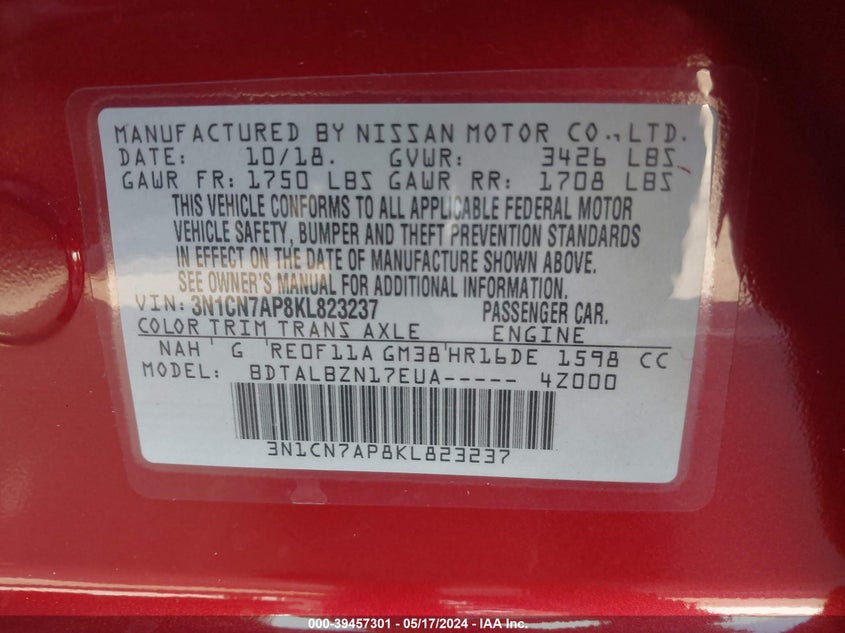 MANUFACTURED BY NISSAN MOTOR CO., LTD.
DATE: 10/18. GVWR: 3426 LBS
GAWR FR: 1750 LBS GAWR RR: 1708 LBS
THIS VEHICLE CONFORMS TO ALL APPLICABLE FEDERAL MOTOR
VEHICLE SAFETY, BUMPER AND THEFT PREVENTION STANDARDS
IN EFFECT ON THE DATE OF MANUFACTURE SHOWN ABOVE.
SEE OWNER'S MANUAL FOR ADDITIONAL INFORMATION.
VIN: 3N1CN7AP8KL823237 PASSENGER CAR.
COLOR TRIM TRANS AXLE ENGINE
NAH G RE0F11A GM38 HR16DE 1598 CC
MODEL: BDTALBZN17EUA----- 4Z000
3N1CN7AP8KL823237
000-39457301 - 05/17/2024 - IAA Inc.